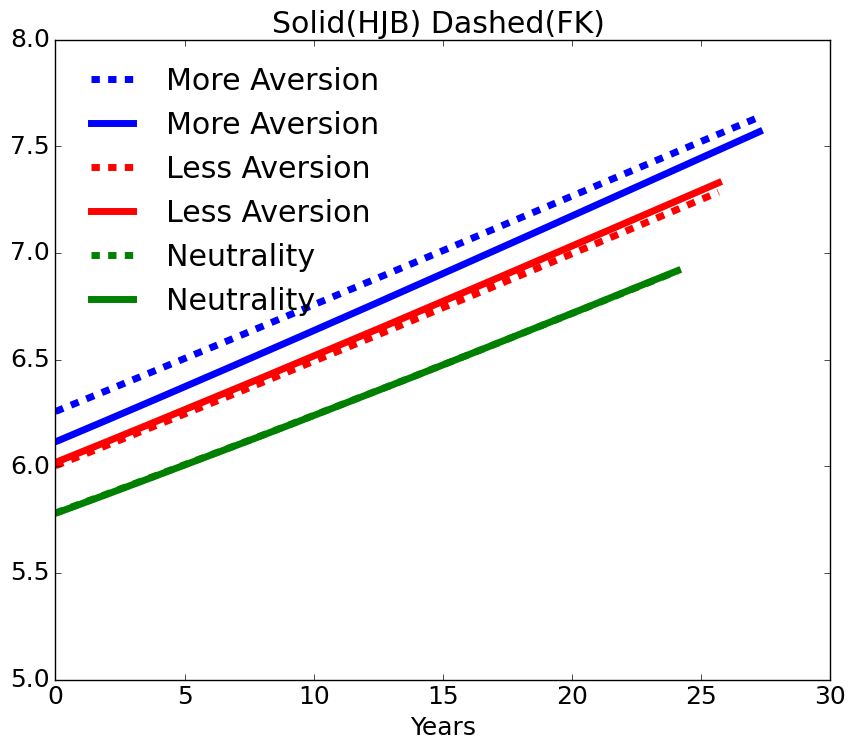 Solid(HJB) Dashed(FK)
8.0
7.5
7.0
6.5
6.0
5.5
5.0
More Aversion
More Aversion
Less Aversion
Less Aversion
Neutrality
Neutrality
0 5 10 15 20 25 30
Years